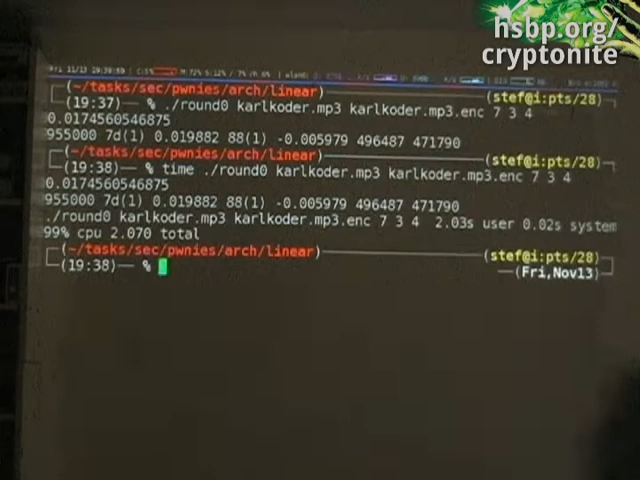 hsbp.org/
cryptonite
(~/tasks/sec/pwnies/arch/linear) (stef@i:pts/28)
(19:37)— % ./round0 karlkoder.mp3 karlkoder.mp3.enc 7 3 4
0.0174560546875
955000 7d(1) 0.019882 88(1) -0.005979 496487 471790
(~/tasks/sec/pwnies/arch/linear) (stef@i:pts/28)
(19:38)— % time ./round0 karlkoder.mp3 karlkoder.mp3.enc 7 3 4
0.0174560546875
955000 7d(1) 0.019882 88(1) -0.005979 496487 471790
./round0 karlkoder.mp3 karlkoder.mp3.enc 7 3 4 2.03s user 0.02s system
99% cpu 2.070 total
(~/tasks/sec/pwnies/arch/linear) (stef@i:pts/28)
(19:38)— % —(Fri,Nov13)